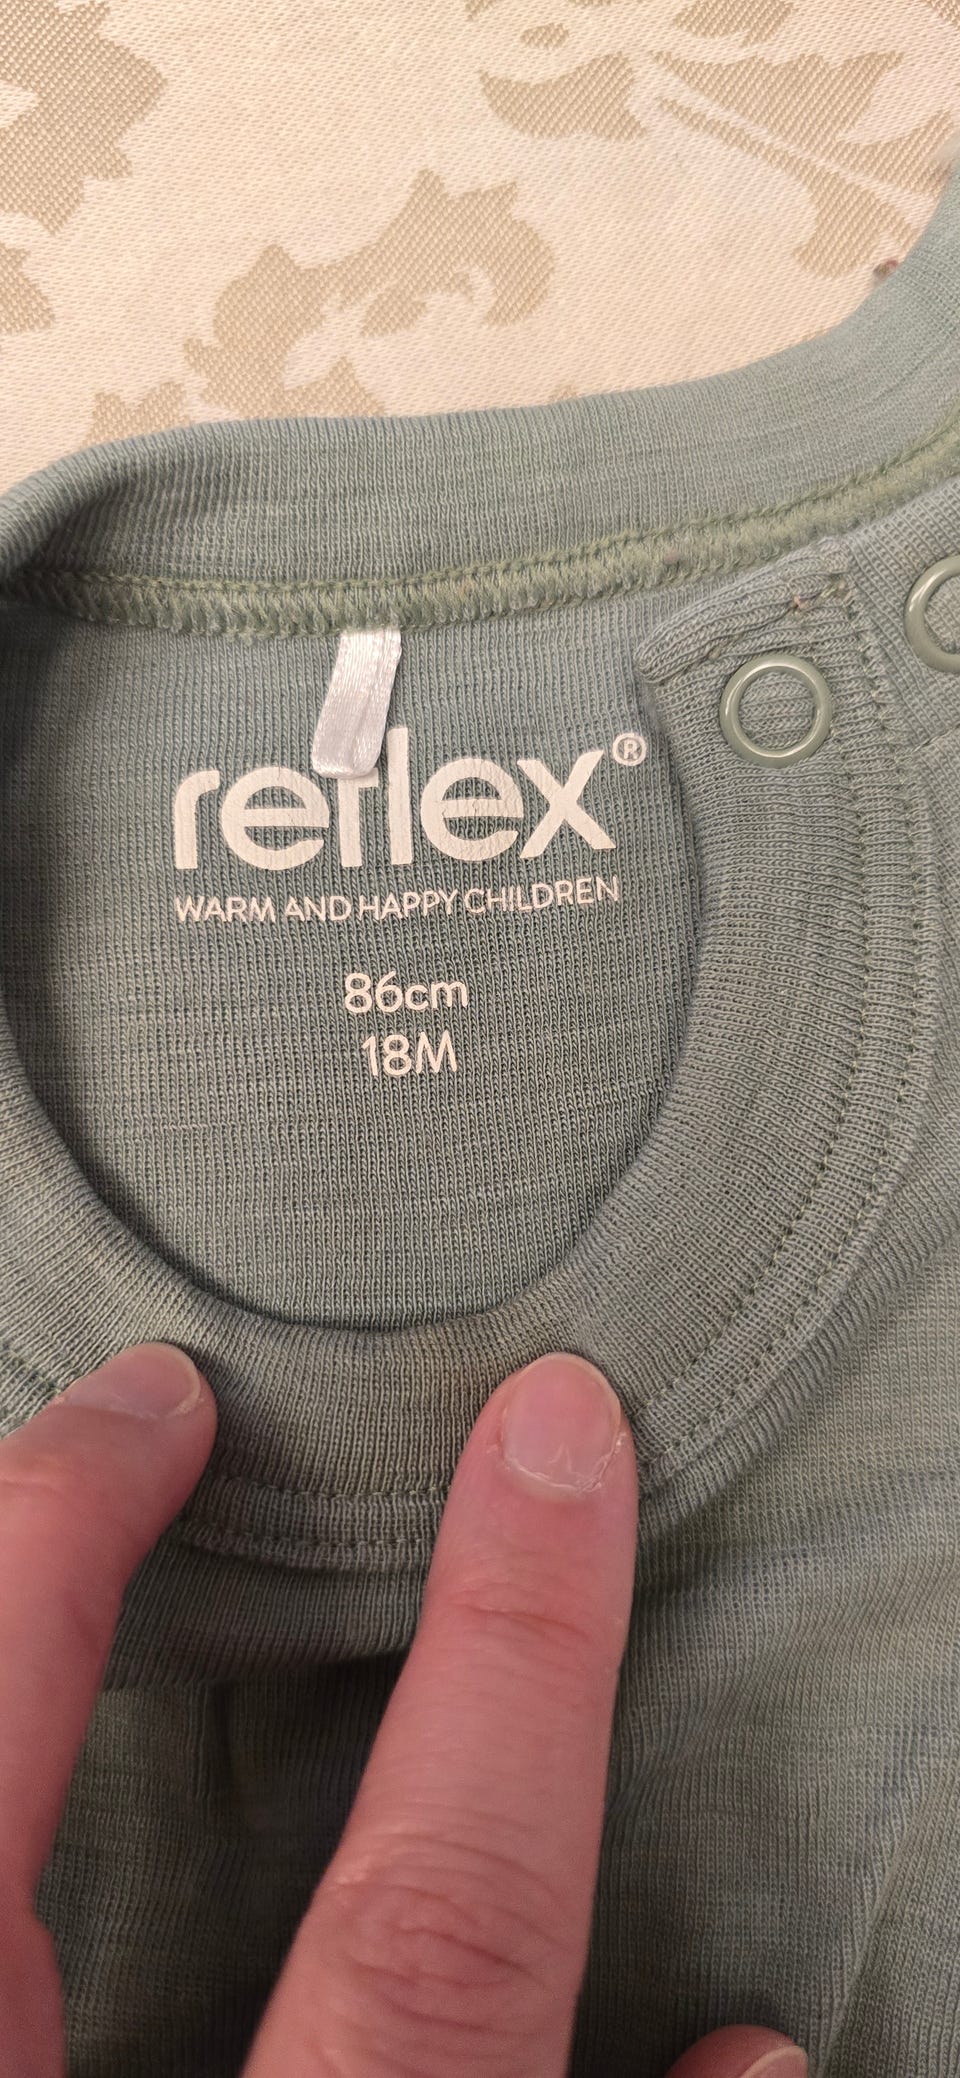 reflex®
WARM AND HAPPY CHILDREN
86cm
18M